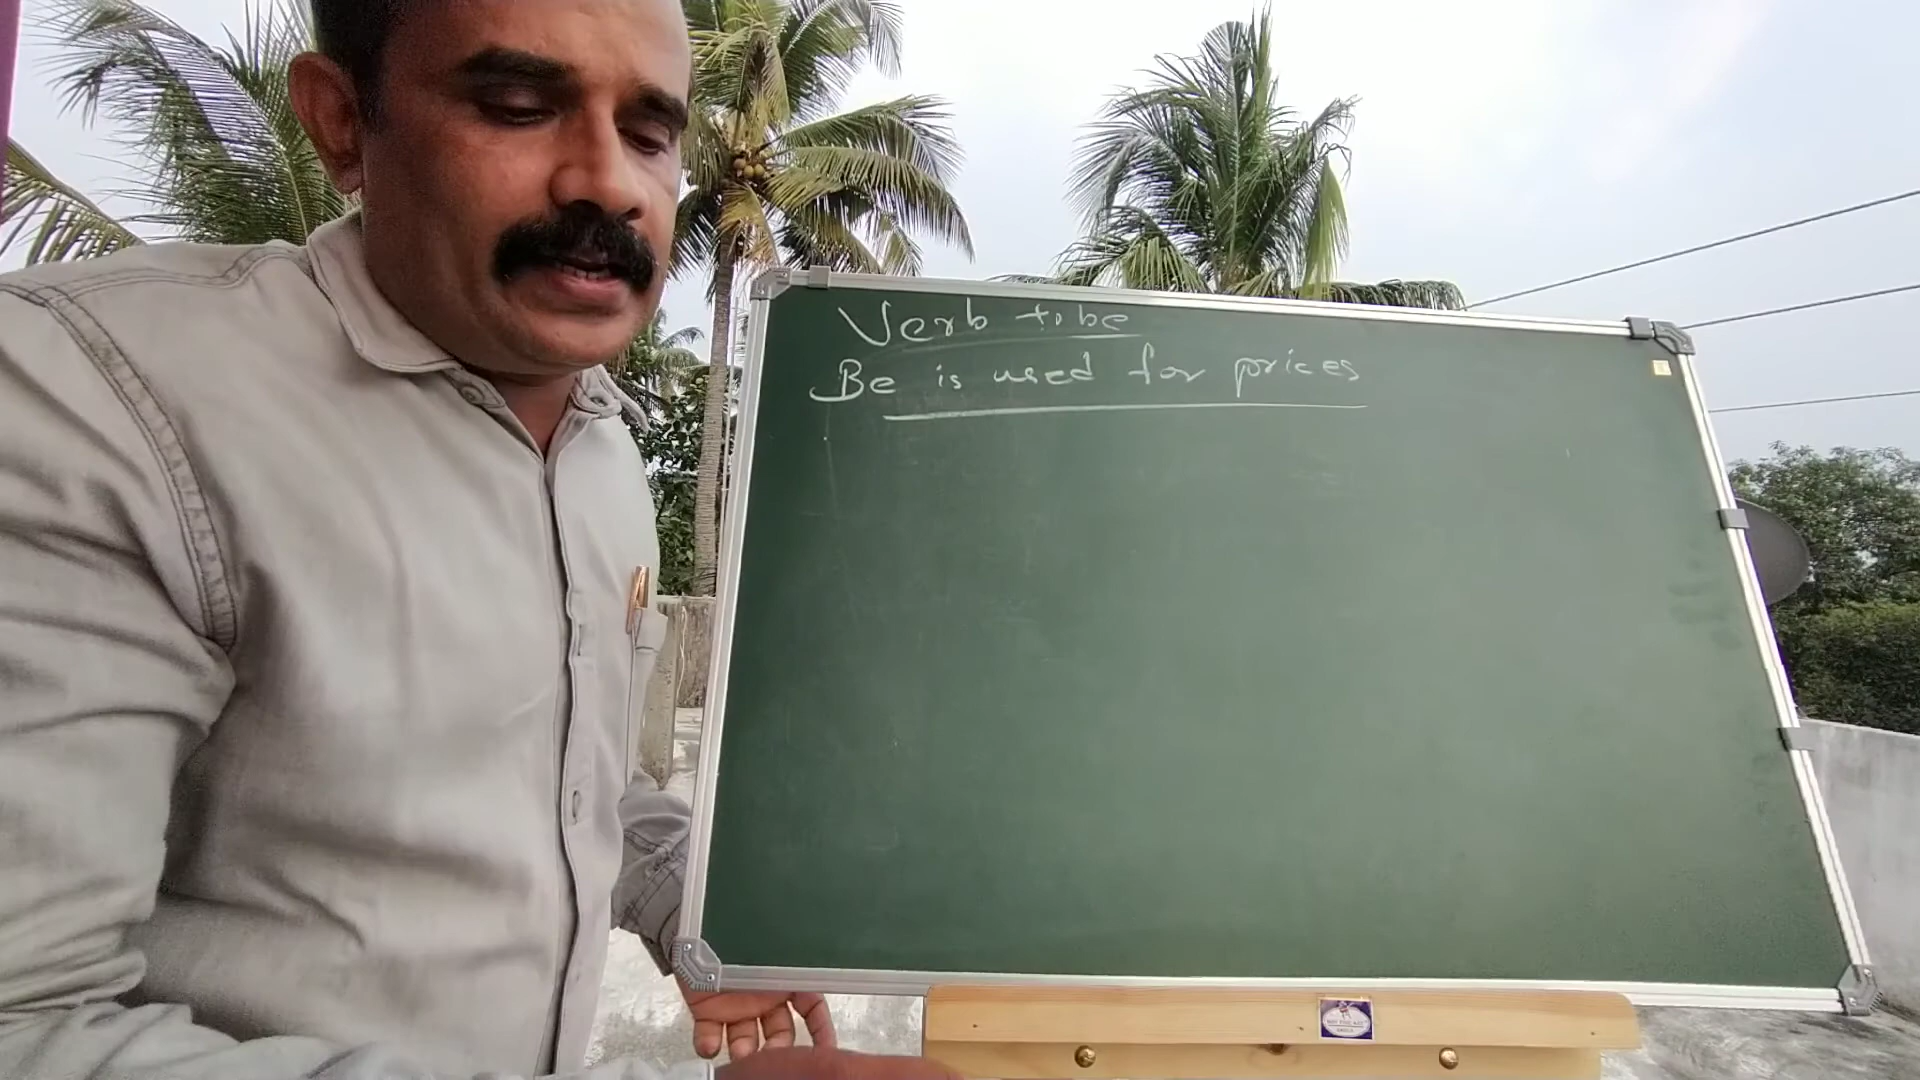 Verb to be
Be is used for prices